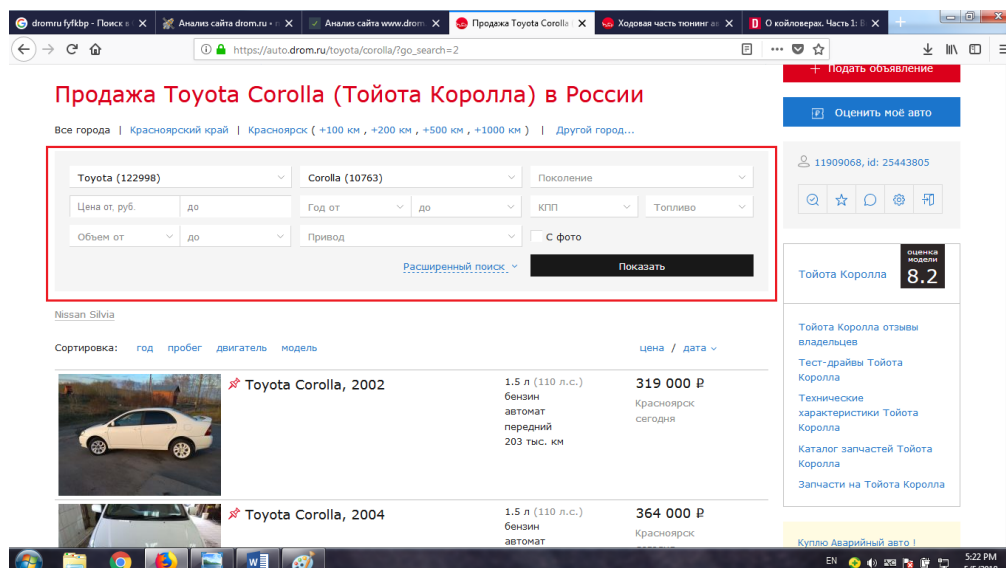 dromru fyfkbp - Поиск в
Анализ сайта drom.ru •
Анализ сайта www.drom
Продажа Toyota Corolla
Ходовая часть тюнинг ав
О койловерах. Часть 1: В
https://auto.drom.ru/toyota/corolla/?go_search=2
+ Подать объявление
Продажа Toyota Corolla (Тойота Королла) в России
Оценить моё авто
Все города | Красноярский край | Красноярск ( +100 км , +200 км , +500 км , +1000 км ) | Другой город...
11909068, id: 25443805
Toyota (122998) Corolla (10763) Поколение
Цена от, руб. до Год от до КПП Топливо
Объем от до Привод С фото
Расширенный поиск Показать
оценка
модели
Тойота Королла 8.2
Nissan Silvia
Тойота Королла отзывы
владельцев
Сортировка: год пробег двигатель модель цена / дата
Тест-драйвы Тойота
Королла
Технические
характеристики Тойота
Королла
Каталог запчастей Тойота
Королла
Запчасти на Тойота Королла
Toyota Corolla, 2002
1.5 л (110 л.с.)
бензин
автомат
передний
203 тыс. км
319 000 ₽
Красноярск
сегодня
Toyota Corolla, 2004
1.5 л (110 л.с.)
бензин
автомат
364 000 ₽
Красноярск
Куплю Аварийный авто !
EN
5:22 PM